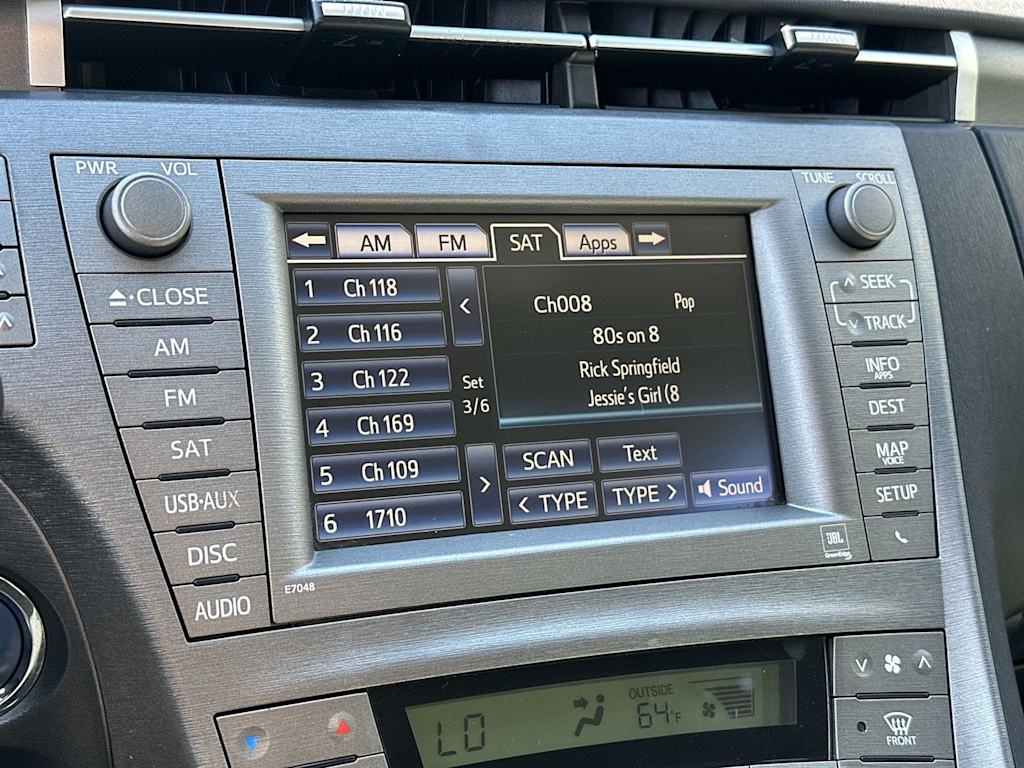 PWR VOL
TUNE SCROLL
AM FM SAT Apps
CLOSE
AM
FM
SAT
USB·AUX
DISC
AUDIO
1 Ch 118
2 Ch 116
3 Ch 122
4 Ch 169
5 Ch 109
6 1710
<
Set
3/6
>
Ch008 Pop
80s on 8
Rick Springfield
Jessie's Girl (8
SCAN Text
< TYPE TYPE > Sound
SEEK
TRACK
INFO
APPS
DEST
MAP
VOICE
SETUP
JBL
GreenEdge
E7048
LO
OUTSIDE
64°F
FRONT